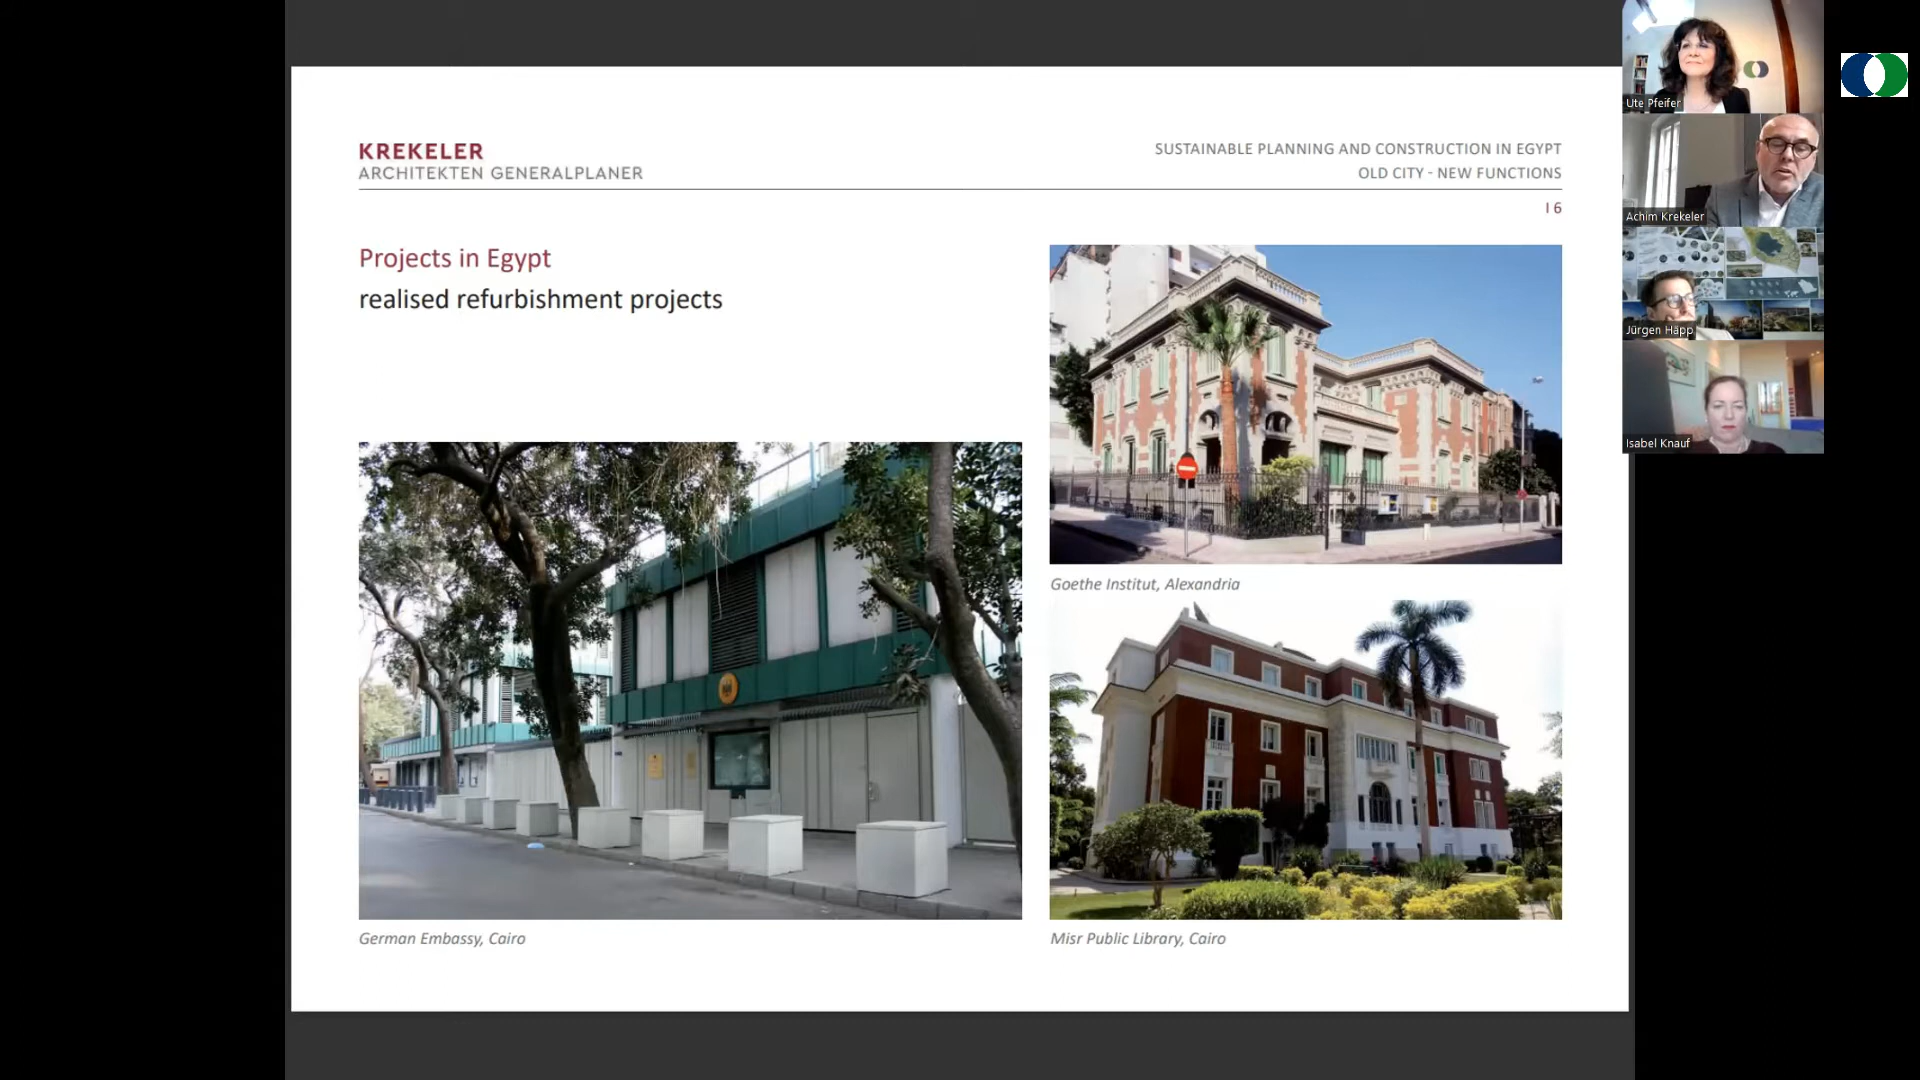 KREKELER
ARCHITEKTEN GENERALPLANER
SUSTAINABLE PLANNING AND CONSTRUCTION IN EGYPT
OLD CITY - NEW FUNCTIONS
I 6
Projects in Egypt
realised refurbishment projects
Goethe Institut, Alexandria
German Embassy, Cairo
Misr Public Library, Cairo
Ute Pfeifer
Achim Krekeler
Jürgen Häpp
Isabel Knauf